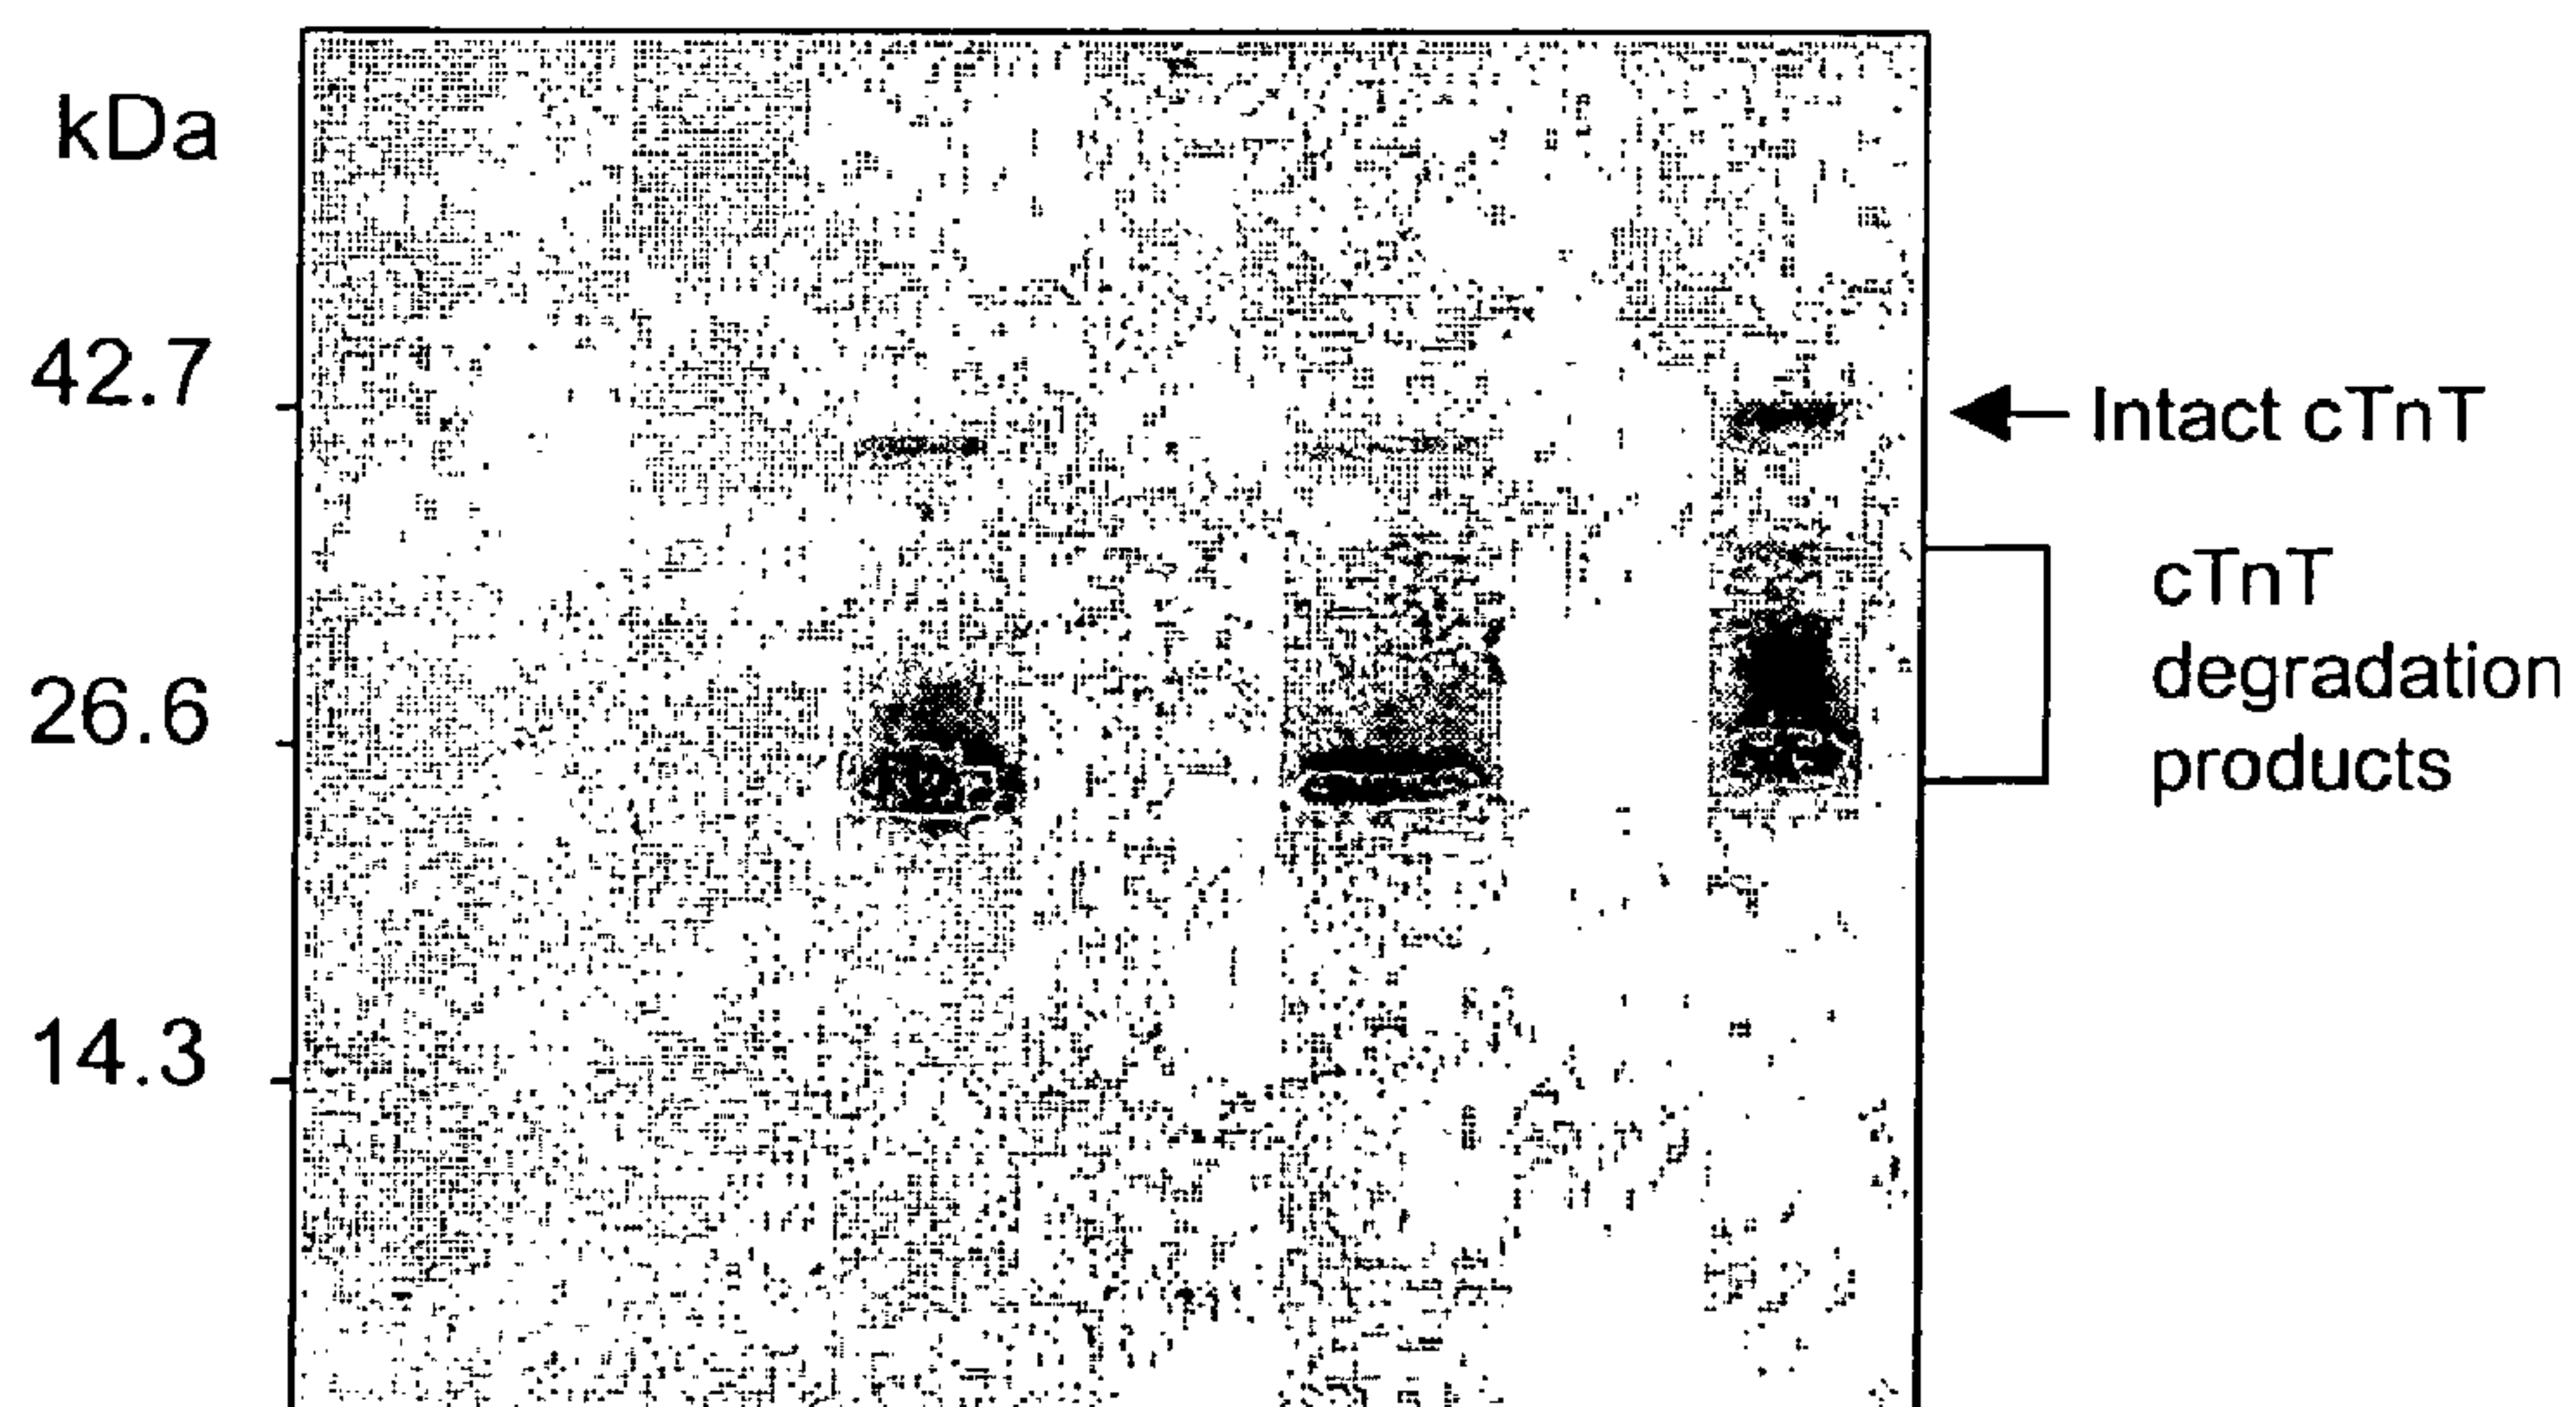 kDa
42.7
Intact cTnT
cTnT
degradation
products
26.6
14.3